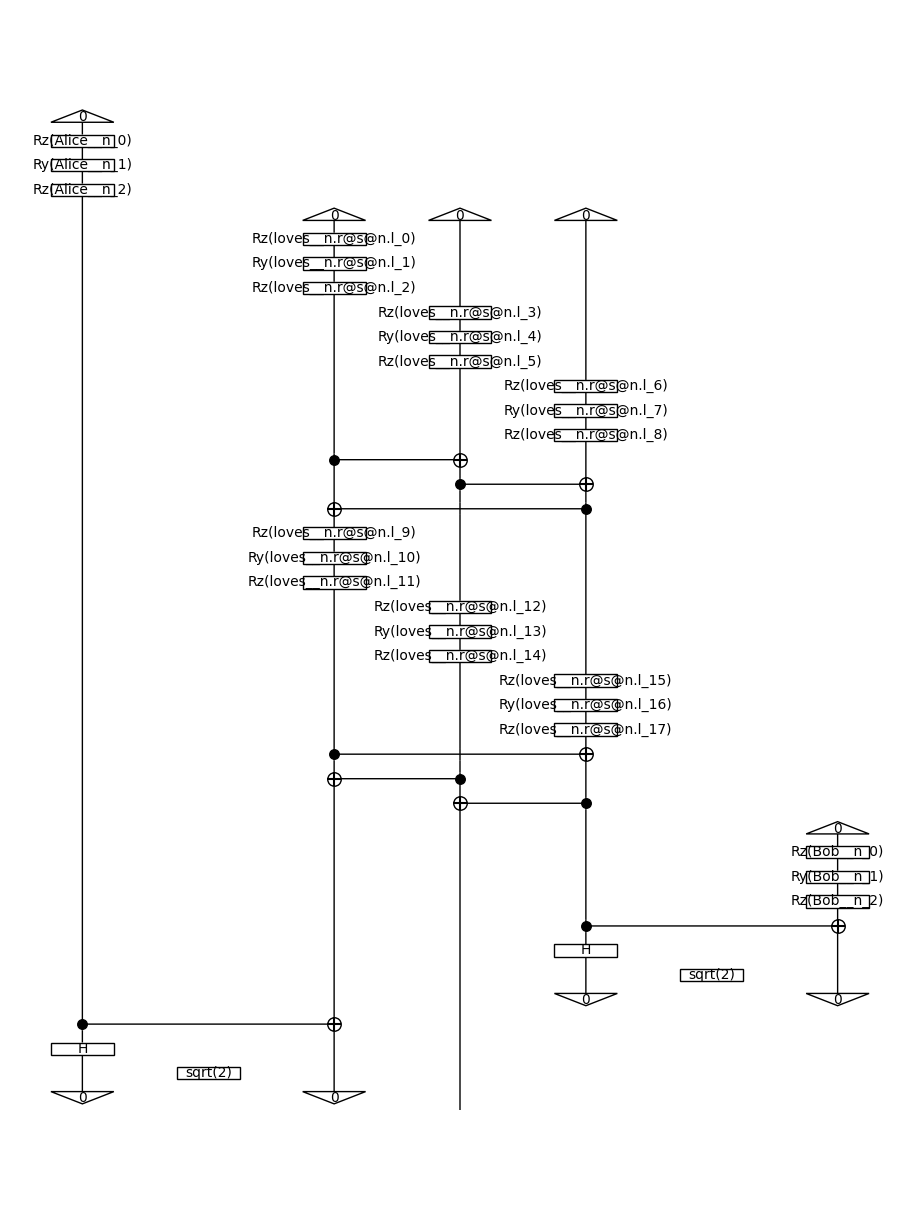 0
Rz(Alice__n_0)
Ry(Alice__n_1)
Rz(Alice__n_2)
0 0 0
Rz(loves__n.r@s@n.l_0)
Ry(loves__n.r@s@n.l_1)
Rz(loves__n.r@s@n.l_2)
Rz(loves__n.r@s@n.l_3)
Ry(loves__n.r@s@n.l_4)
Rz(loves__n.r@s@n.l_5)
Rz(loves__n.r@s@n.l_6)
Ry(loves__n.r@s@n.l_7)
Rz(loves__n.r@s@n.l_8)
Rz(loves__n.r@s@n.l_9)
Ry(loves__n.r@s@n.l_10)
Rz(loves__n.r@s@n.l_11)
Rz(loves__n.r@s@n.l_12)
Ry(loves__n.r@s@n.l_13)
Rz(loves__n.r@s@n.l_14)
Rz(loves__n.r@s@n.l_15)
Ry(loves__n.r@s@n.l_16)
Rz(loves__n.r@s@n.l_17)
0
Rz(Bob__n_0)
Ry(Bob__n_1)
Rz(Bob__n_2)
H
sqrt(2)
0 0
H
sqrt(2)
0 0